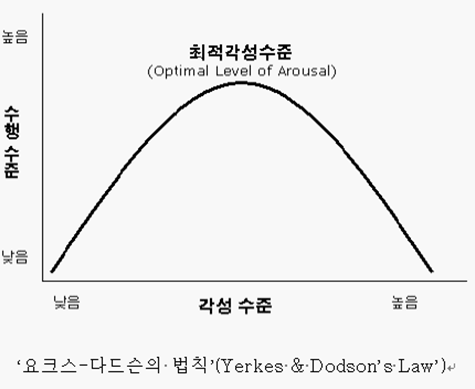 높음
최적각성수준
(Optimal Level of Arousal)
수행 수준
낮음
낮음
각성 수준
높음
‘요크스-다드슨의 법칙’(Yerkes & Dodson’s Law’)